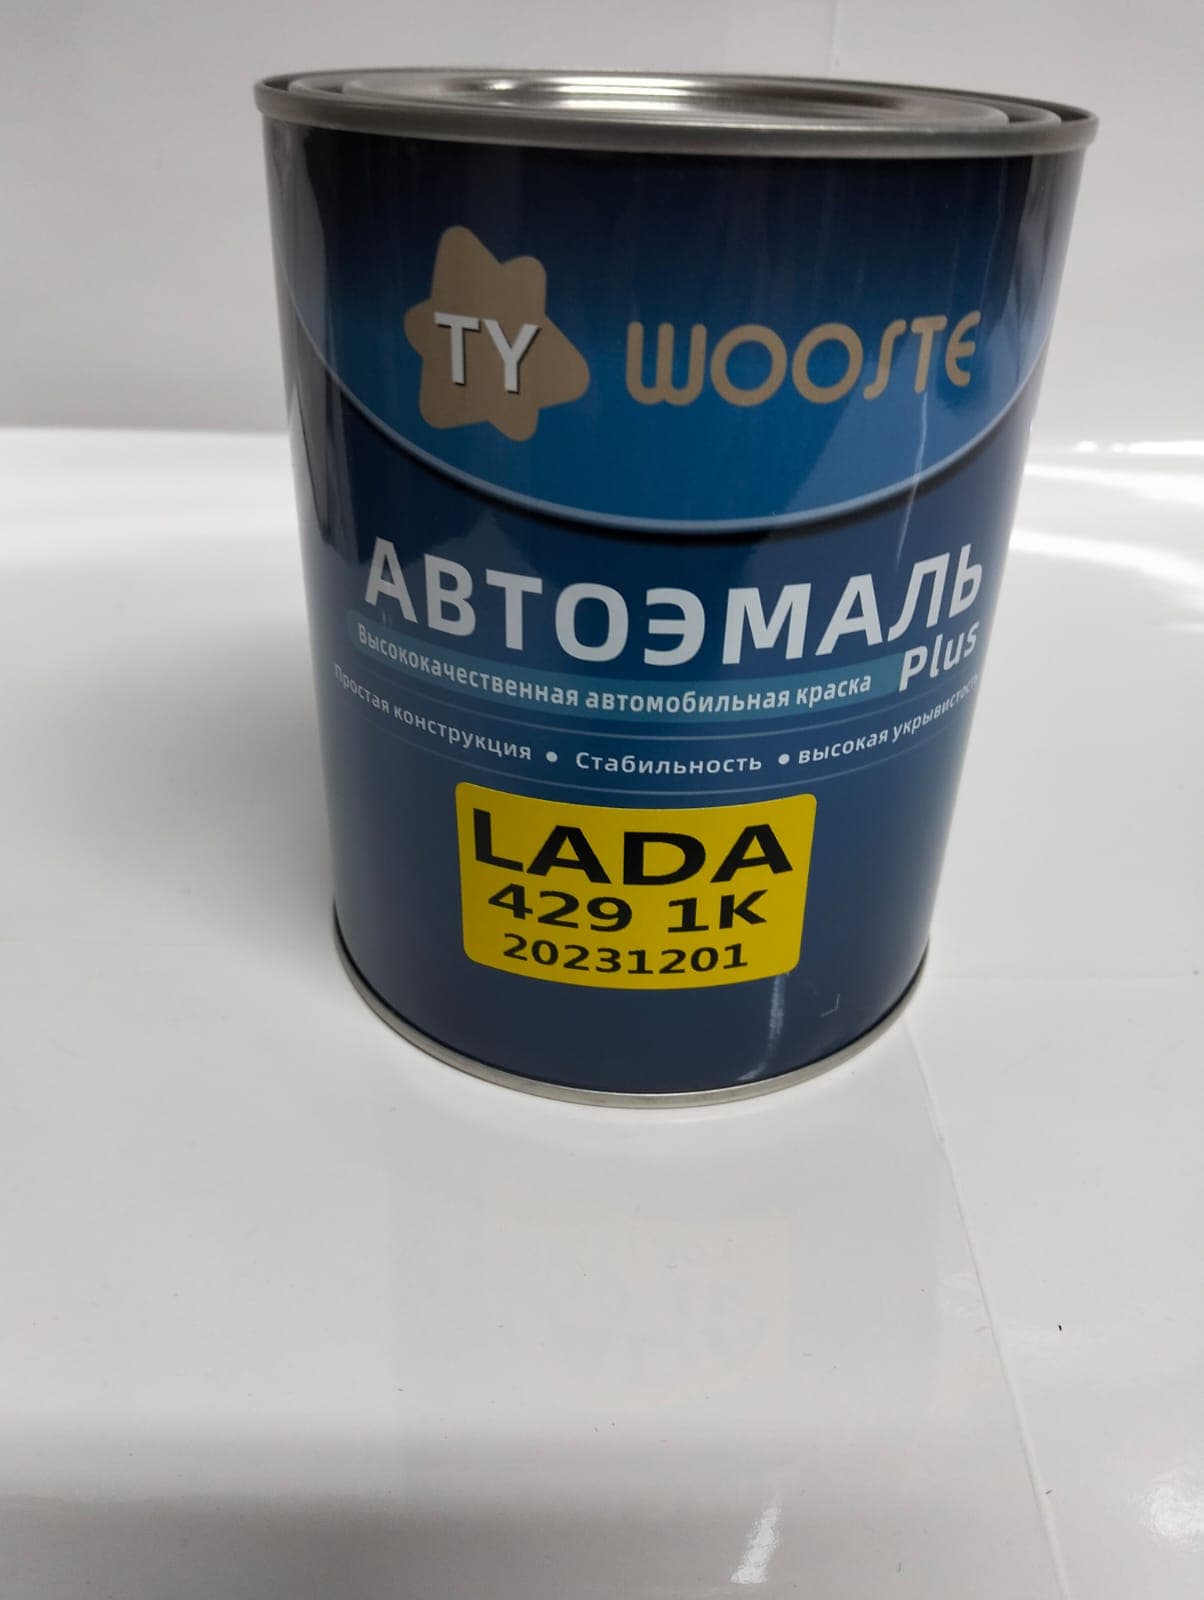 TY WOOSTE
АВТОЭМАЛЬ
Высококачественная автомобильная краска Plus
Простая конструкция • Стабильность • высокая укрывистость
LADA
429 1K
20231201